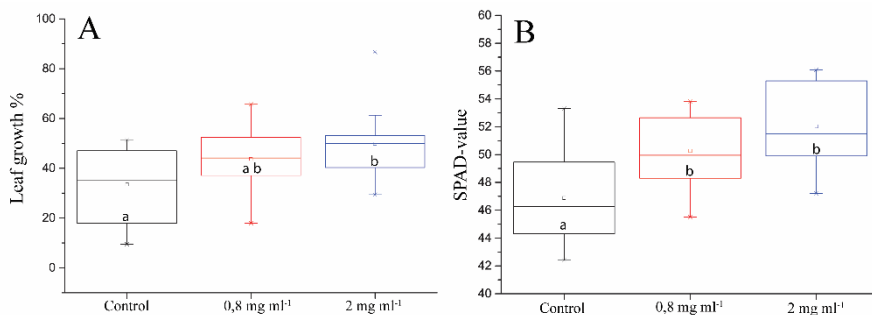 A
Leaf growth %
100
80
60
40
20
0
a
a b
b
Control
0,8 mg ml-1
2 mg ml-1
B
SPAD-value
60
58
56
54
52
50
48
46
44
42
40
a
b
b
Control
0,8 mg ml-1
2 mg ml-1